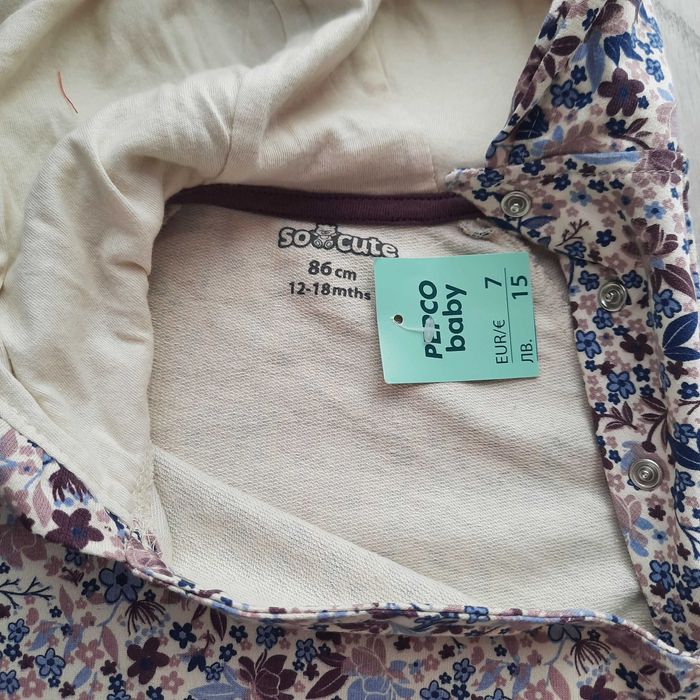 SO CUTE
86 cm
12-18 mths
PEPCO
baby
EUR/€ 7
ЛВ. 15